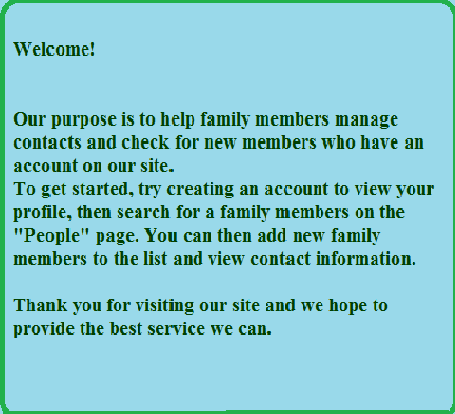 Welcome!
Our purpose is to help family members manage
contacts and check for new members who have an
account on our site.
To get started, try creating an account to view your
profile, then search for a family members on the
"People" page. You can then add new family
members to the list and view contact information.
Thank you for visiting our site and we hope to
provide the best service we can.